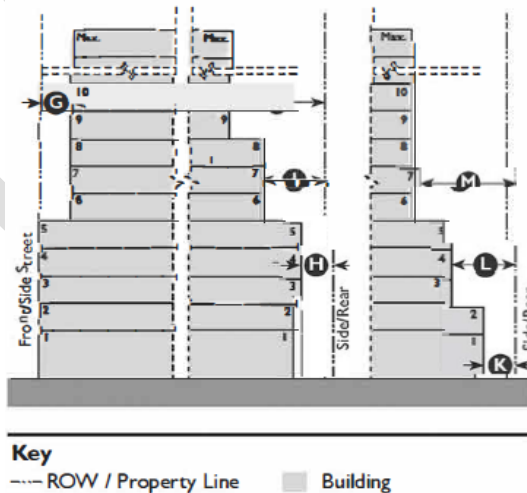 Max. Max. Max.
10 10
G
9 9 9
8 8 8
7 7 7
I M
6 6 6
5 5 5
4 4 4
H L
3 3 3
2 2 2
1 1 1
K
Front/Side Street
Side/Rear
Key
ROW / Property Line Building